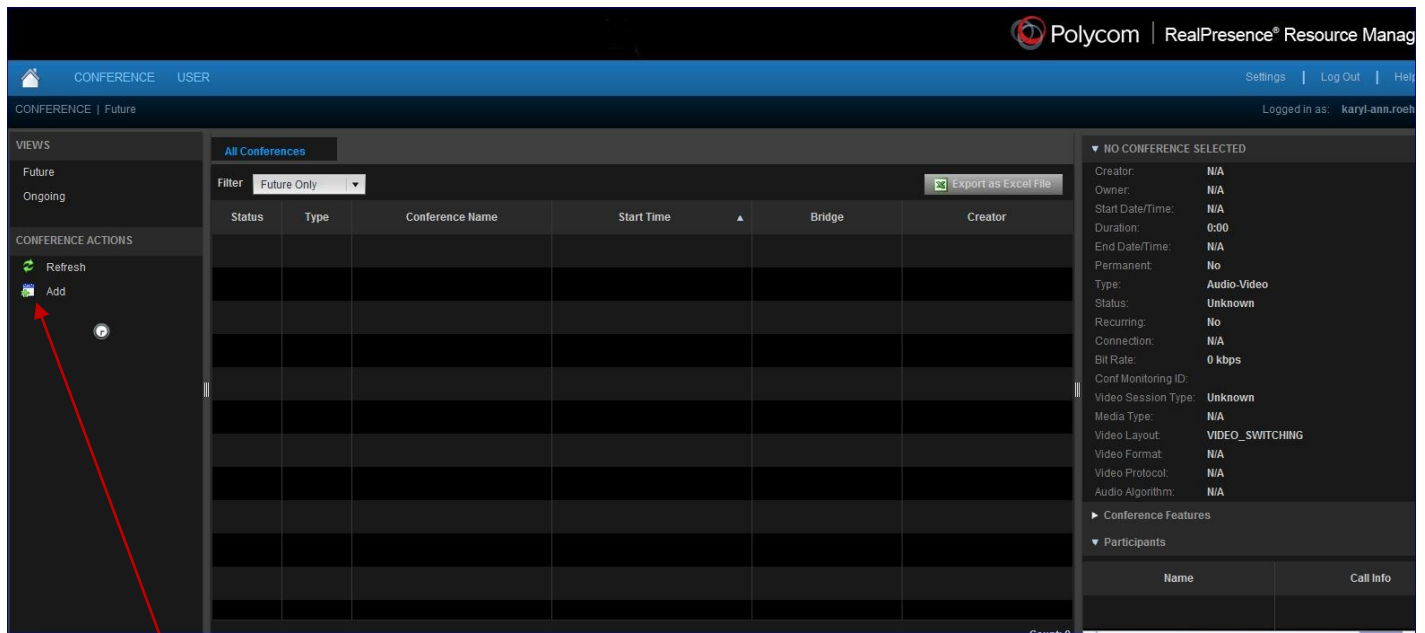 Polycom | RealPresence® Resource Manag
CONFERENCE USER
Settings | Log Out | Help
CONFERENCE | Future
Logged in as: karyl-ann.roeh
VIEWS
Future
Ongoing
CONFERENCE ACTIONS
Refresh
Add
All Conferences
Filter Future Only
Export as Excel File
Status Type Conference Name Start Time Bridge Creator
NO CONFERENCE SELECTED
Creator: N/A
Owner: N/A
Start Date/Time: N/A
Duration: 0:00
End Date/Time: N/A
Permanent: No
Type: Audio-Video
Status: Unknown
Recurring: No
Connection: N/A
Bit Rate: 0 kbps
Conf Monitoring ID:
Video Session Type: Unknown
Media Type: N/A
Video Layout: VIDEO_SWITCHING
Video Format: N/A
Video Protocol: N/A
Audio Algorithm: N/A
Conference Features
Participants
Name Call Info